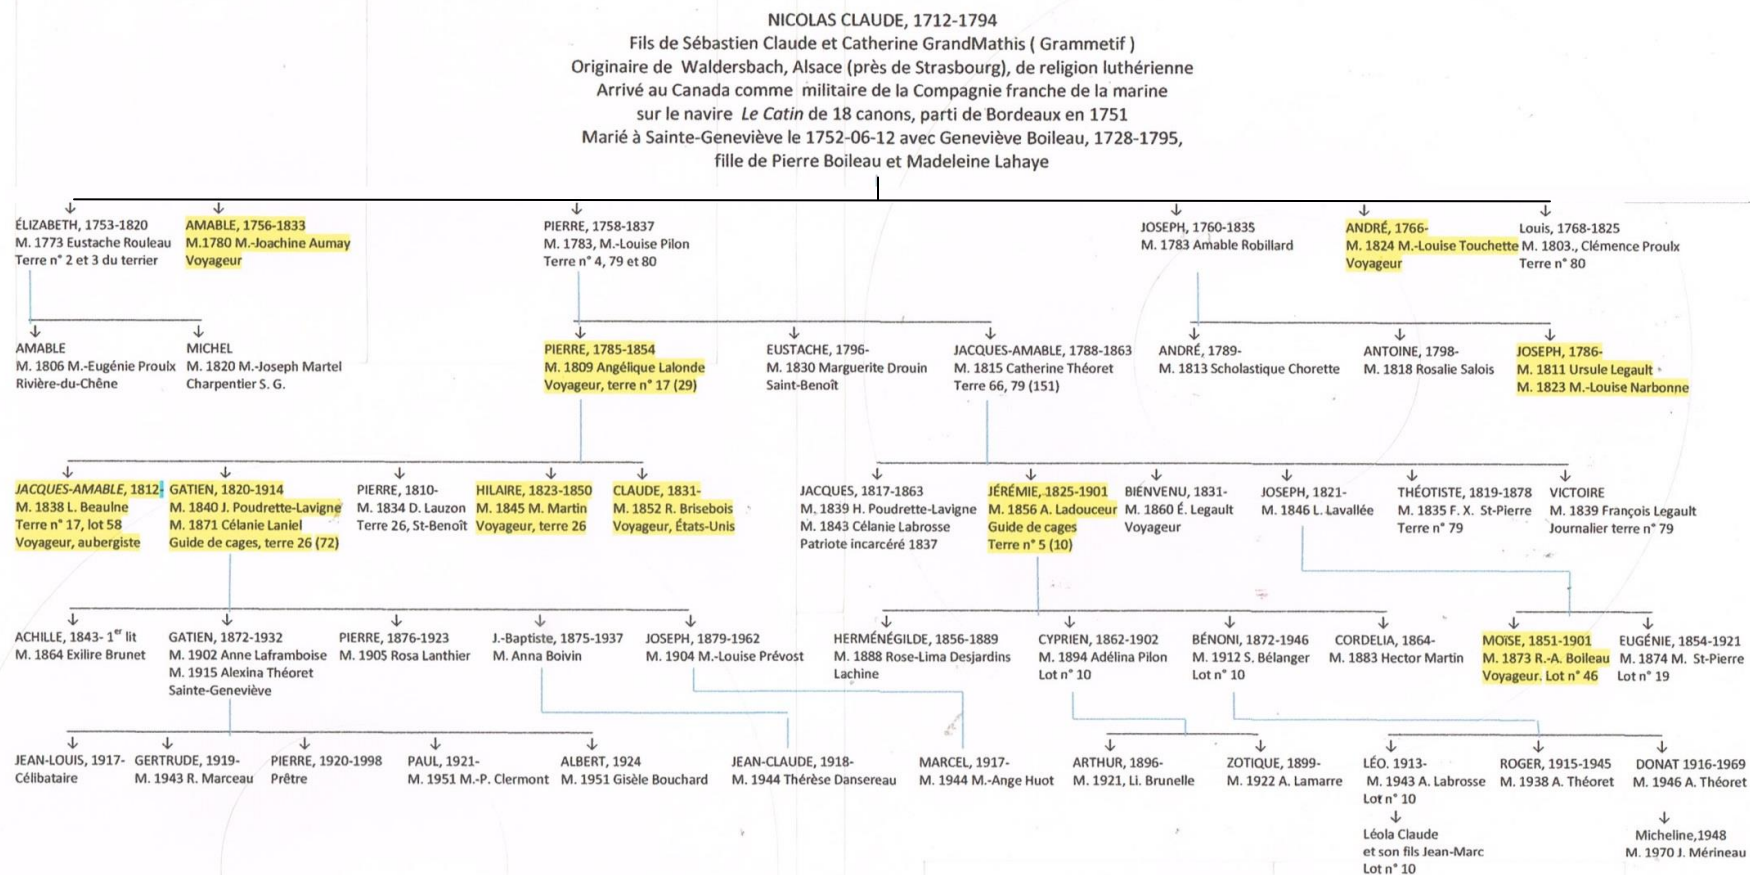 NICOLAS CLAUDE, 1712-1794
Fils de Sébastien Claude et Catherine GrandMathis ( Grammetif )
Originaire de Waldersbach, Alsace (près de Strasbourg), de religion luthérienne
Arrivé au Canada comme militaire de la Compagnie franche de la marine
sur le navire Le Catin de 18 canons, parti de Bordeaux en 1751
Marié à Sainte-Geneviève le 1752-06-12 avec Geneviève Boileau, 1728-1795,
fille de Pierre Boileau et Madeleine Lahaye
ÉLIZABETH, 1753-1820
M. 1773 Eustache Rouleau
Terre n° 2 et 3 du terrier
AMABLE, 1756-1833
M.1780 M.-Joachine Aumay
Voyageur
PIERRE, 1758-1837
M. 1783, M.-Louise Pilon
Terre n° 4, 79 et 80
JOSEPH, 1760-1835
M. 1783 Amable Robillard
ANDRÉ, 1766-
M. 1824 M.-Louise Touchette
Voyageur
Louis, 1768-1825
M. 1803., Clémence Proulx
Terre n° 80
AMABLE
M. 1806 M.-Eugénie Proulx
Rivière-du-Chêne
MICHEL
M. 1820 M.-Joseph Martel
Charpentier S. G.
PIERRE, 1785-1854
M. 1809 Angélique Lalonde
Voyageur, terre n° 17 (29)
EUSTACHE, 1796-
M. 1830 Marguerite Drouin
Saint-Benoît
JACQUES-AMABLE, 1788-1863
M. 1815 Catherine Théoret
Terre 66, 79 (151)
ANDRÉ, 1789-
M. 1813 Scholastique Chorette
ANTOINE, 1798-
M. 1818 Rosalie Salois
JOSEPH, 1786-
M. 1811 Ursule Legault
M. 1823 M.-Louise Narbonne
JACQUES-AMABLE, 1812-
M. 1838 L. Beaulne
Terre n° 17, lot 58
Voyageur, aubergiste
GATIEN, 1820-1914
M. 1840 J. Poudrette-Lavigne
M. 1871 Célanie Laniel
Guide de cages, terre 26 (72)
PIERRE, 1810-
M. 1834 D. Lauzon
Terre 26, St-Benoît
HILAIRE, 1823-1850
M. 1845 M. Martin
Voyageur, terre 26
CLAUDE, 1831-
M. 1852 R. Brisebois
Voyageur, États-Unis
JACQUES, 1817-1863
M. 1839 H. Poudrette-Lavigne
M. 1843 Célanie Labrosse
Patriote incarcéré 1837
JÉRÉMIE, 1825-1901
M. 1856 A. Ladouceur
Guide de cages
Terre n° 5 (10)
BIENVENU, 1831-
M. 1860 É. Legault
Voyageur
JOSEPH, 1821-
M. 1846 L. Lavallée
THÉOTISTE, 1819-1878
M. 1835 F. X. St-Pierre
Terre n° 79
VICTOIRE
M. 1839 François Legault
Journalier terre n° 79
ACHILLE, 1843- 1er lit
M. 1864 Exilire Brunet
GATIEN, 1872-1932
M. 1902 Anne Laframboise
M. 1915 Alexina Théoret
Sainte-Geneviève
PIERRE, 1876-1923
M. 1905 Rosa Lanthier
J.-Baptiste, 1875-1937
M. Anna Boivin
JOSEPH, 1879-1962
M. 1904 M.-Louise Prévost
HERMÉNÉGILDE, 1856-1889
M. 1888 Rose-Lima Desjardins
Lachine
CYPRIEN, 1862-1902
M. 1894 Adélina Pilon
Lot n° 10
BÉNONI, 1872-1946
M. 1912 S. Bélanger
Lot n° 10
CORDELIA, 1864-
M. 1883 Hector Martin
MOïSE, 1851-1901
M. 1873 R.-A. Boileau
Voyageur. Lot n° 46
EUGÉNIE, 1854-1921
M. 1874 M. St-Pierre
Lot n° 19
JEAN-LOUIS, 1917-
Célibataire
GERTRUDE, 1919-
M. 1943 R. Marceau
PIERRE, 1920-1998
Prêtre
PAUL, 1921-
M. 1951 M.-P. Clermont
ALBERT, 1924
M. 1951 Gisèle Bouchard
JEAN-CLAUDE, 1918-
M. 1944 Thérèse Dansereau
MARCEL, 1917-
M. 1944 M.-Ange Huot
ARTHUR, 1896-
M. 1921, Li. Brunelle
ZOTIQUE, 1899-
M. 1922 A. Lamarre
LÉO. 1913-
M. 1943 A. Labrosse
Lot n° 10
ROGER, 1915-1945
M. 1938 A. Théoret
DONAT 1916-1969
M. 1946 A. Théoret
Léola Claude
et son fils Jean-Marc
Lot n° 10
Micheline,1948
M. 1970 J. Mérineau